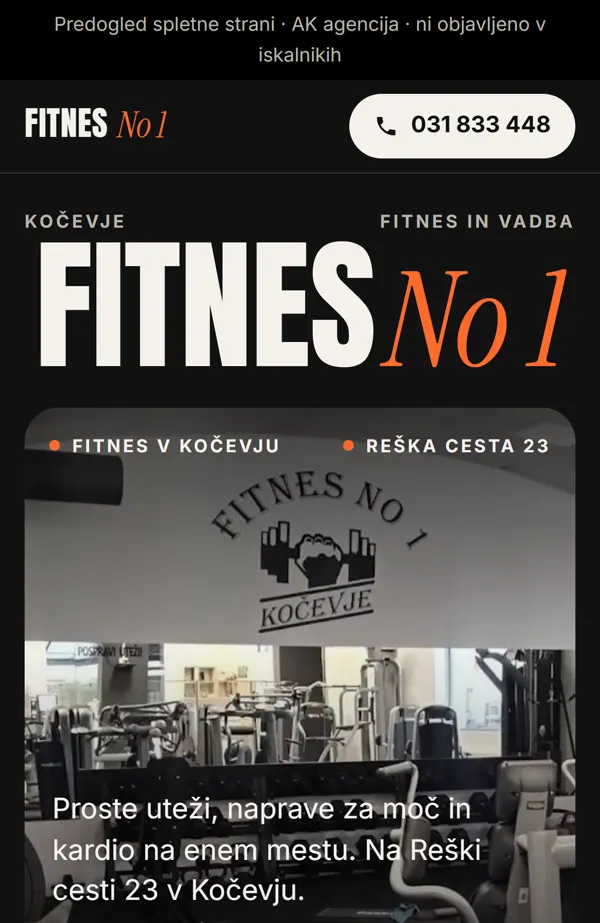 Predogled spletne strani · AK agencija · ni objavljeno v
iskalnikih
FITNES No 1
031 833 448
KOČEVJE
FITNES IN VADBA
FITNES No 1
FITNES V KOČEVJU
REŠKA CESTA 23
FITNES NO 1
KOČEVJE
POSPRAVI UTEŽI!
Proste uteži, naprave za moč in
kardio na enem mestu. Na Reški
cesti 23 v Kočevju.